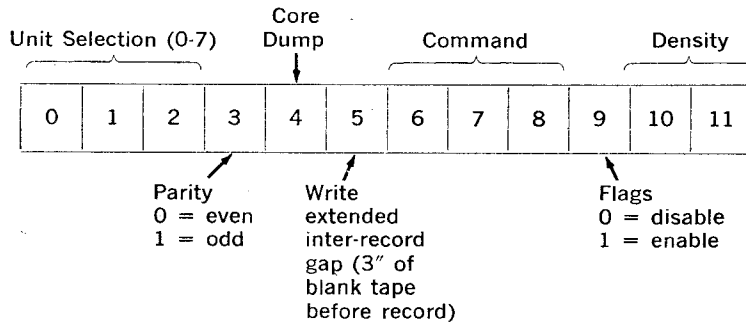 Core
Unit Selection (0-7) Dump Command Density
0 1 2 3 4 5 6 7 8 9 10 11
Parity Write Flags
0 = even extended 0 = disable
1 = odd inter-record 1 = enable
gap (3″ of
blank tape
before record)